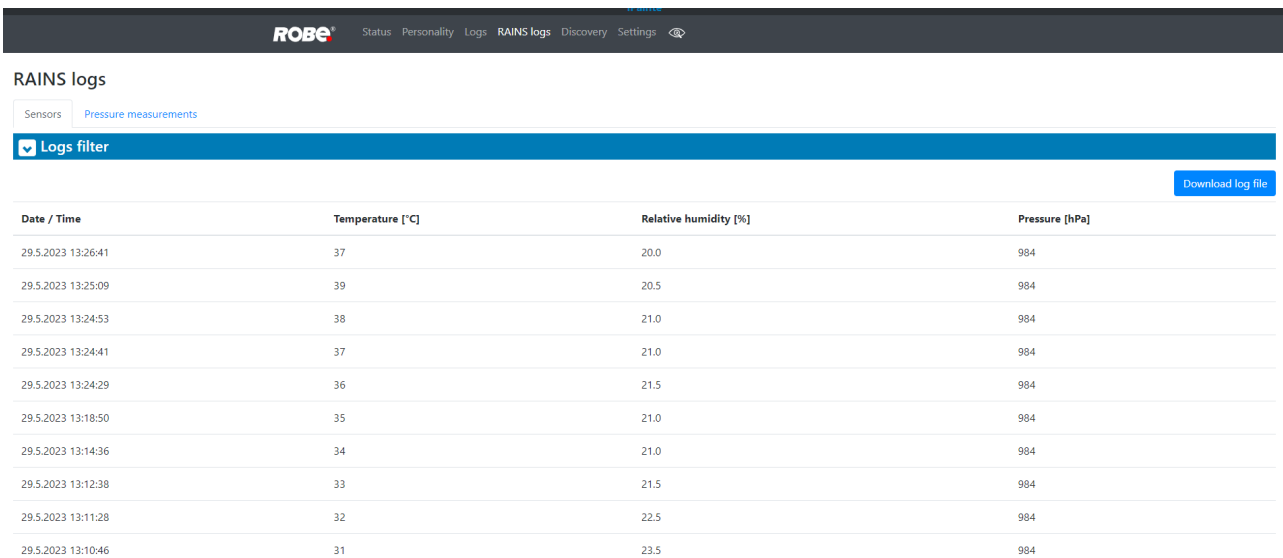 ROBE® Status Personality Logs RAINS logs Discovery Settings
RAINS logs
Sensors Pressure measurements
Logs filter
Download log file
Date / Time Temperature [°C] Relative humidity [%] Pressure [hPa]
29.5.2023 13:26:41 37 20.0 984
29.5.2023 13:25:09 39 20.5 984
29.5.2023 13:24:53 38 21.0 984
29.5.2023 13:24:41 37 21.0 984
29.5.2023 13:24:29 36 21.5 984
29.5.2023 13:18:50 35 21.0 984
29.5.2023 13:14:36 34 21.0 984
29.5.2023 13:12:38 33 21.5 984
29.5.2023 13:11:28 32 22.5 984
29.5.2023 13:10:46 31 23.5 984